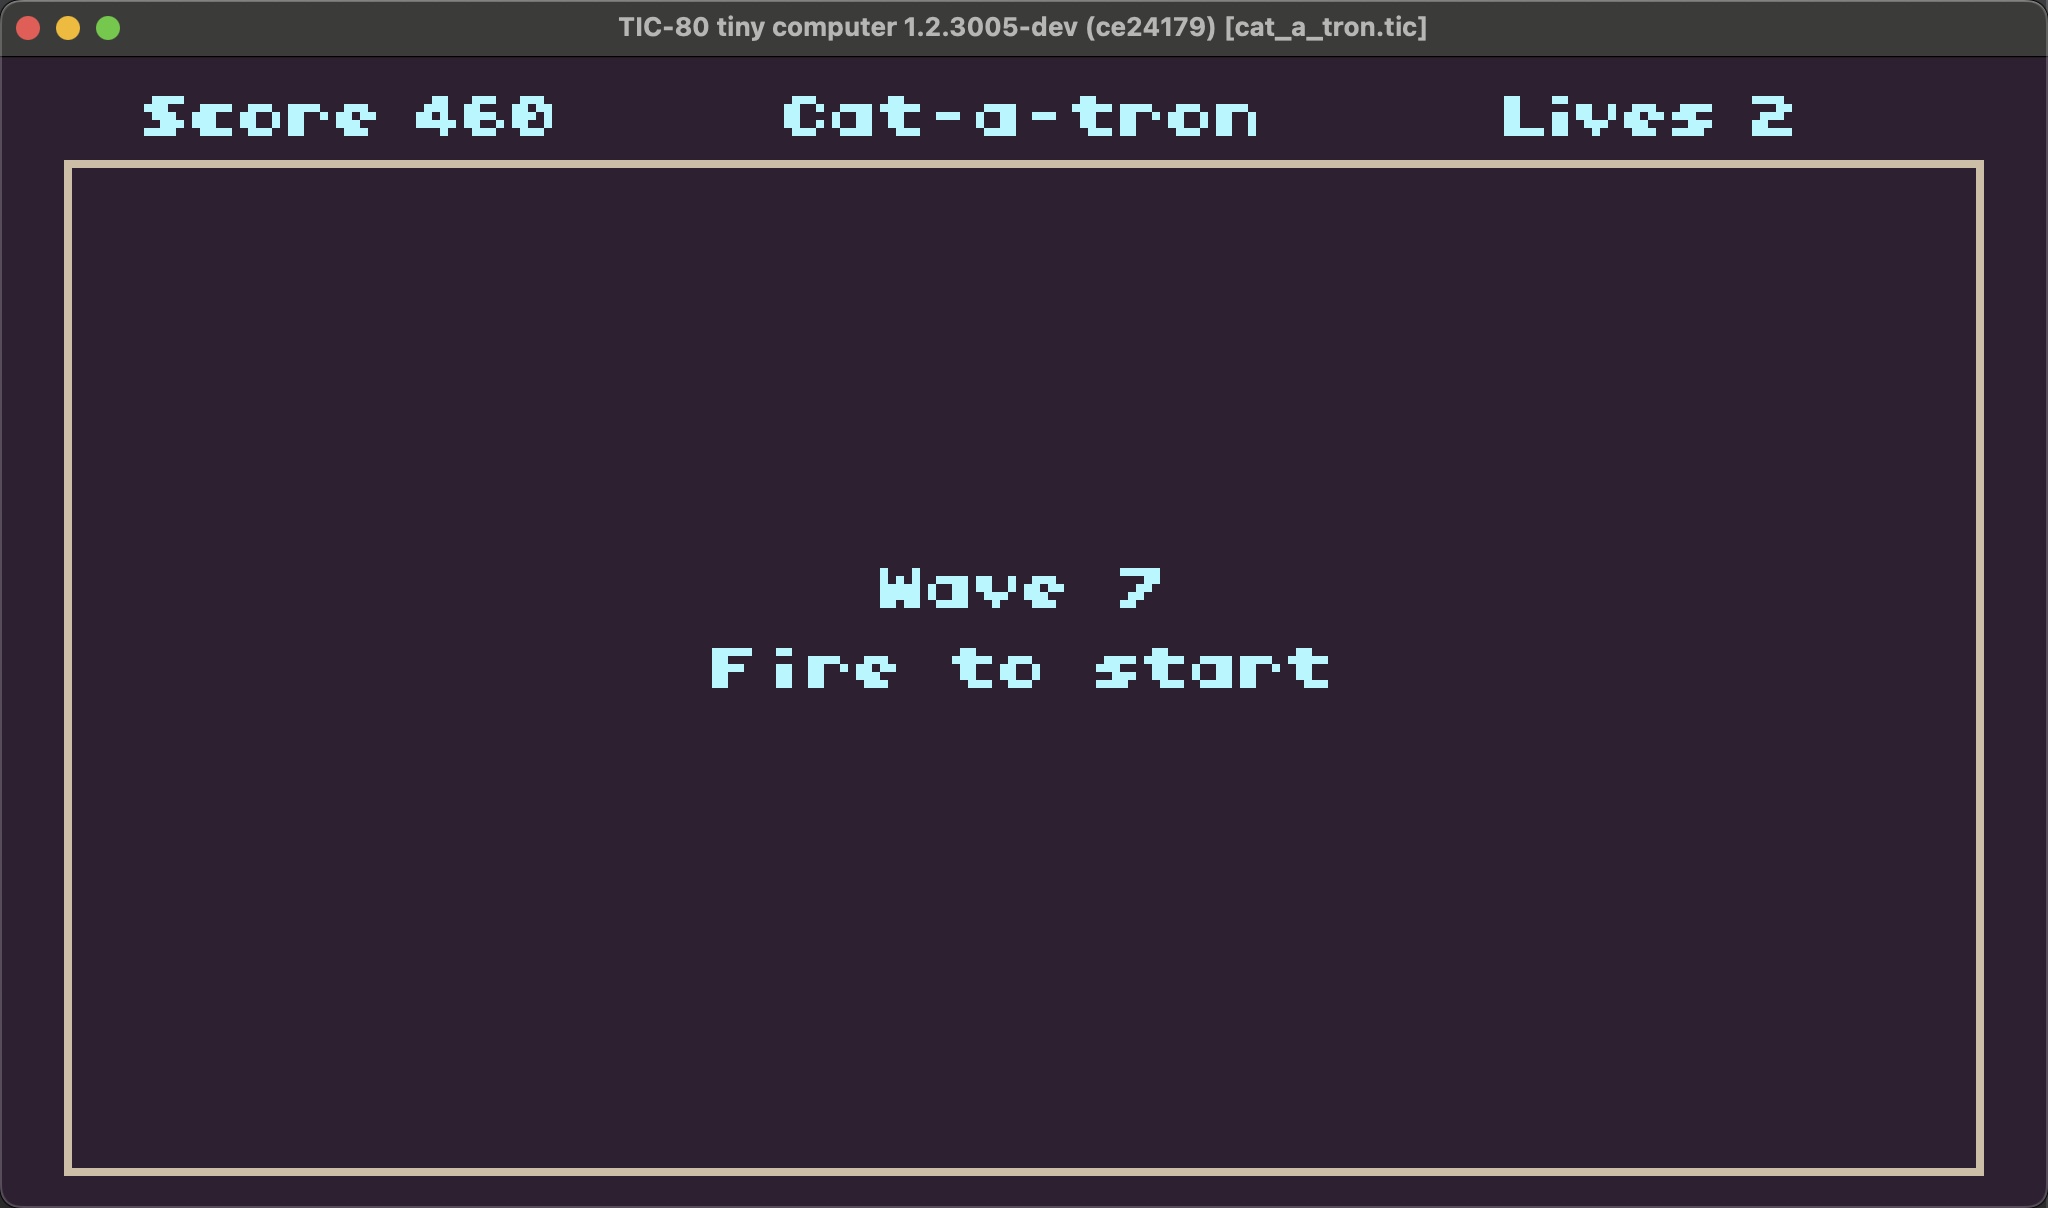 TIC-80 tiny computer 1.2.3005-dev (ce24179) [cat_a_tron.tic]
Score 460 Cat-a-tron Lives 2
Wave 7
Fire to start